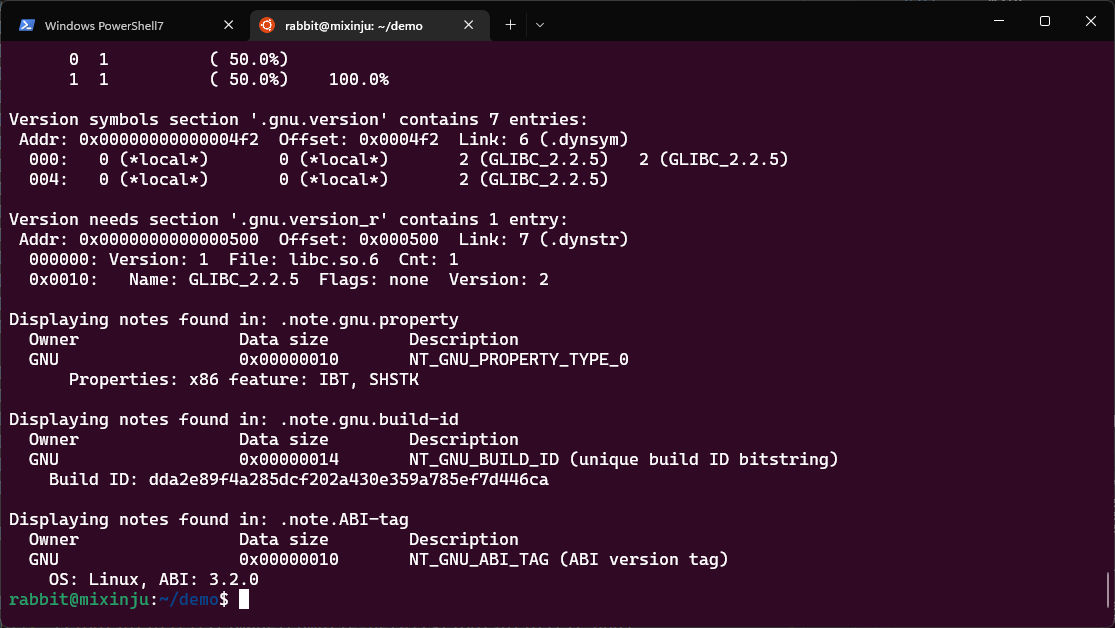 Windows PowerShell7
rabbit@mixinju: ~/demo
0 1 ( 50.0%)
1 1 ( 50.0%) 100.0%
Version symbols section '.gnu.version' contains 7 entries:
Addr: 0x00000000000004f2 Offset: 0x0004f2 Link: 6 (.dynsym)
000: 0 (*local*) 0 (*local*) 2 (GLIBC_2.2.5) 2 (GLIBC_2.2.5)
004: 0 (*local*) 0 (*local*) 2 (GLIBC_2.2.5)
Version needs section '.gnu.version_r' contains 1 entry:
Addr: 0x0000000000000500 Offset: 0x000500 Link: 7 (.dynstr)
000000: Version: 1 File: libc.so.6 Cnt: 1
0x0010: Name: GLIBC_2.2.5 Flags: none Version: 2
Displaying notes found in: .note.gnu.property
Owner Data size Description
GNU 0x00000010 NT_GNU_PROPERTY_TYPE_0
Properties: x86 feature: IBT, SHSTK
Displaying notes found in: .note.gnu.build-id
Owner Data size Description
GNU 0x00000014 NT_GNU_BUILD_ID (unique build ID bitstring)
Build ID: dda2e89f4a285dcf202a430e359a785ef7d446ca
Displaying notes found in: .note.ABI-tag
Owner Data size Description
GNU 0x00000010 NT_GNU_ABI_TAG (ABI version tag)
OS: Linux, ABI: 3.2.0
rabbit@mixinju:~/demo$